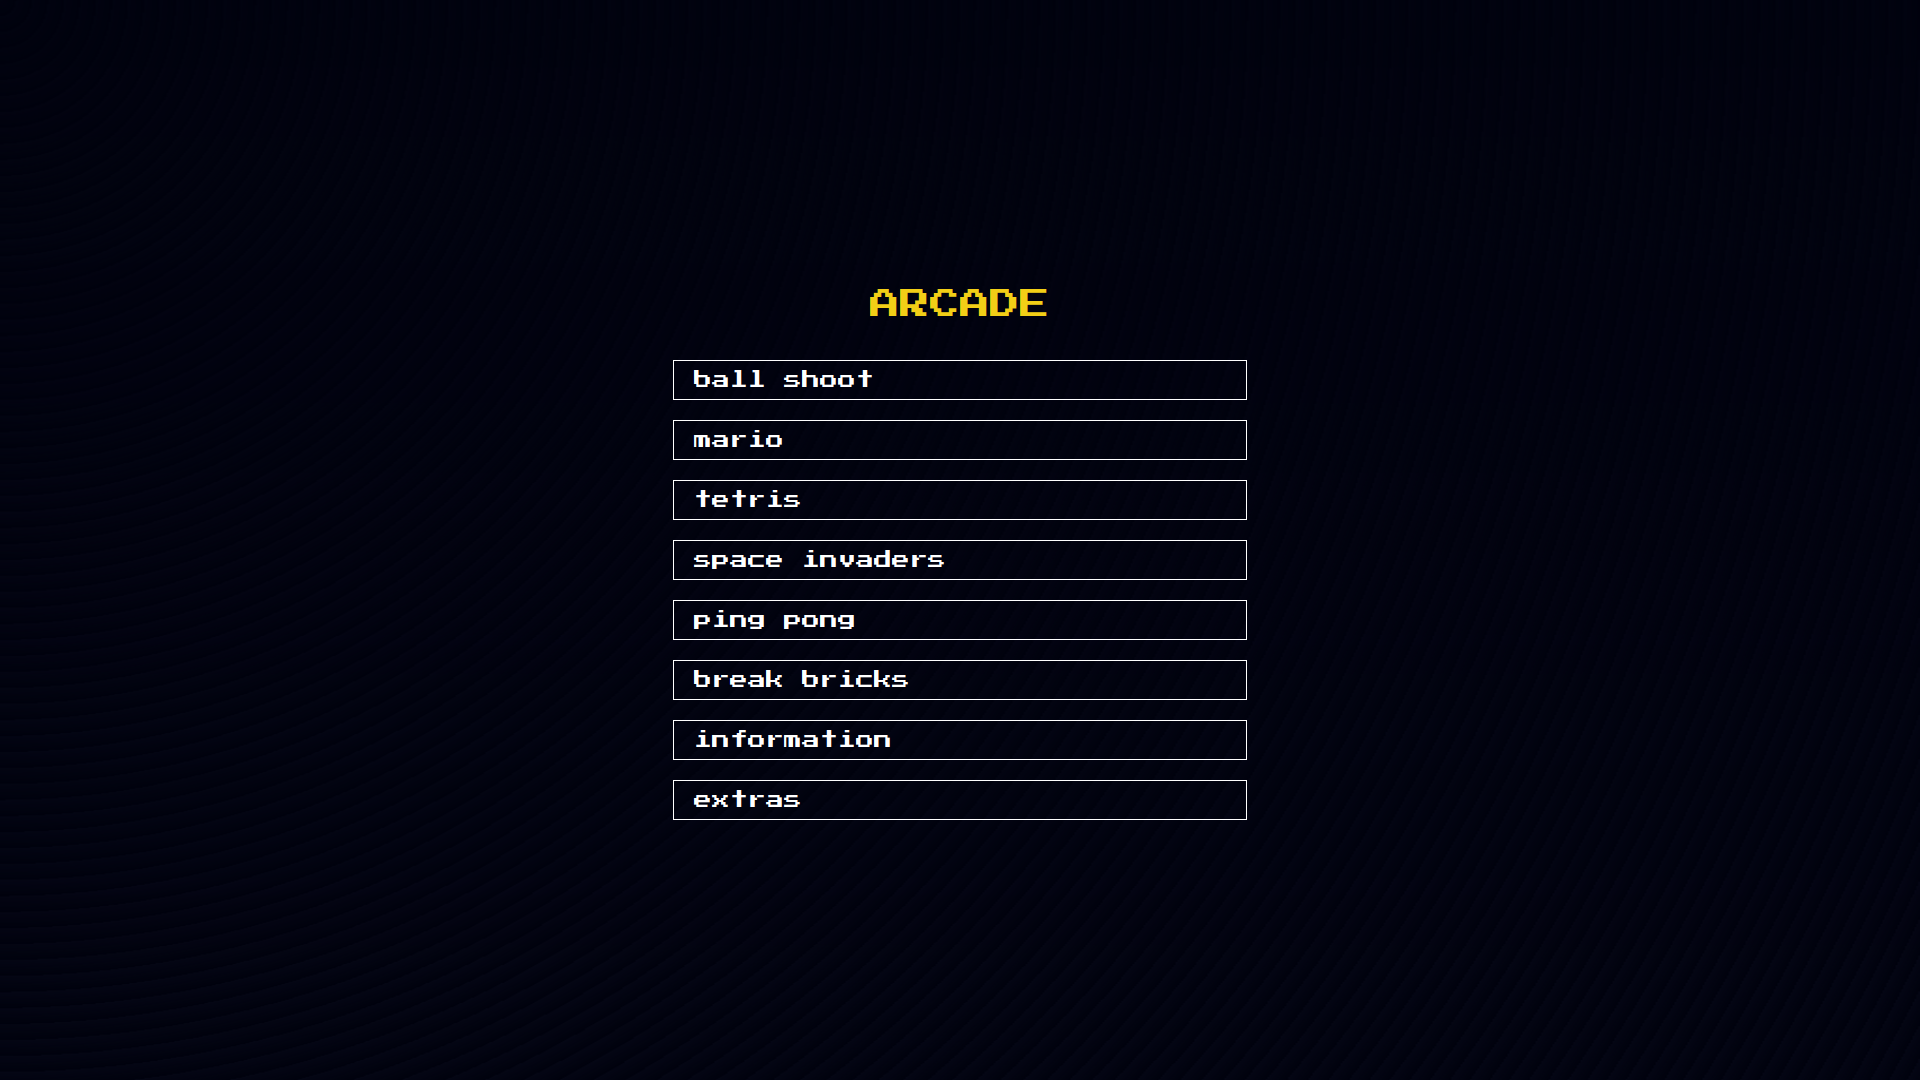 ARCADE
ball shoot
mario
tetris
space invaders
ping pong
break bricks
information
extras